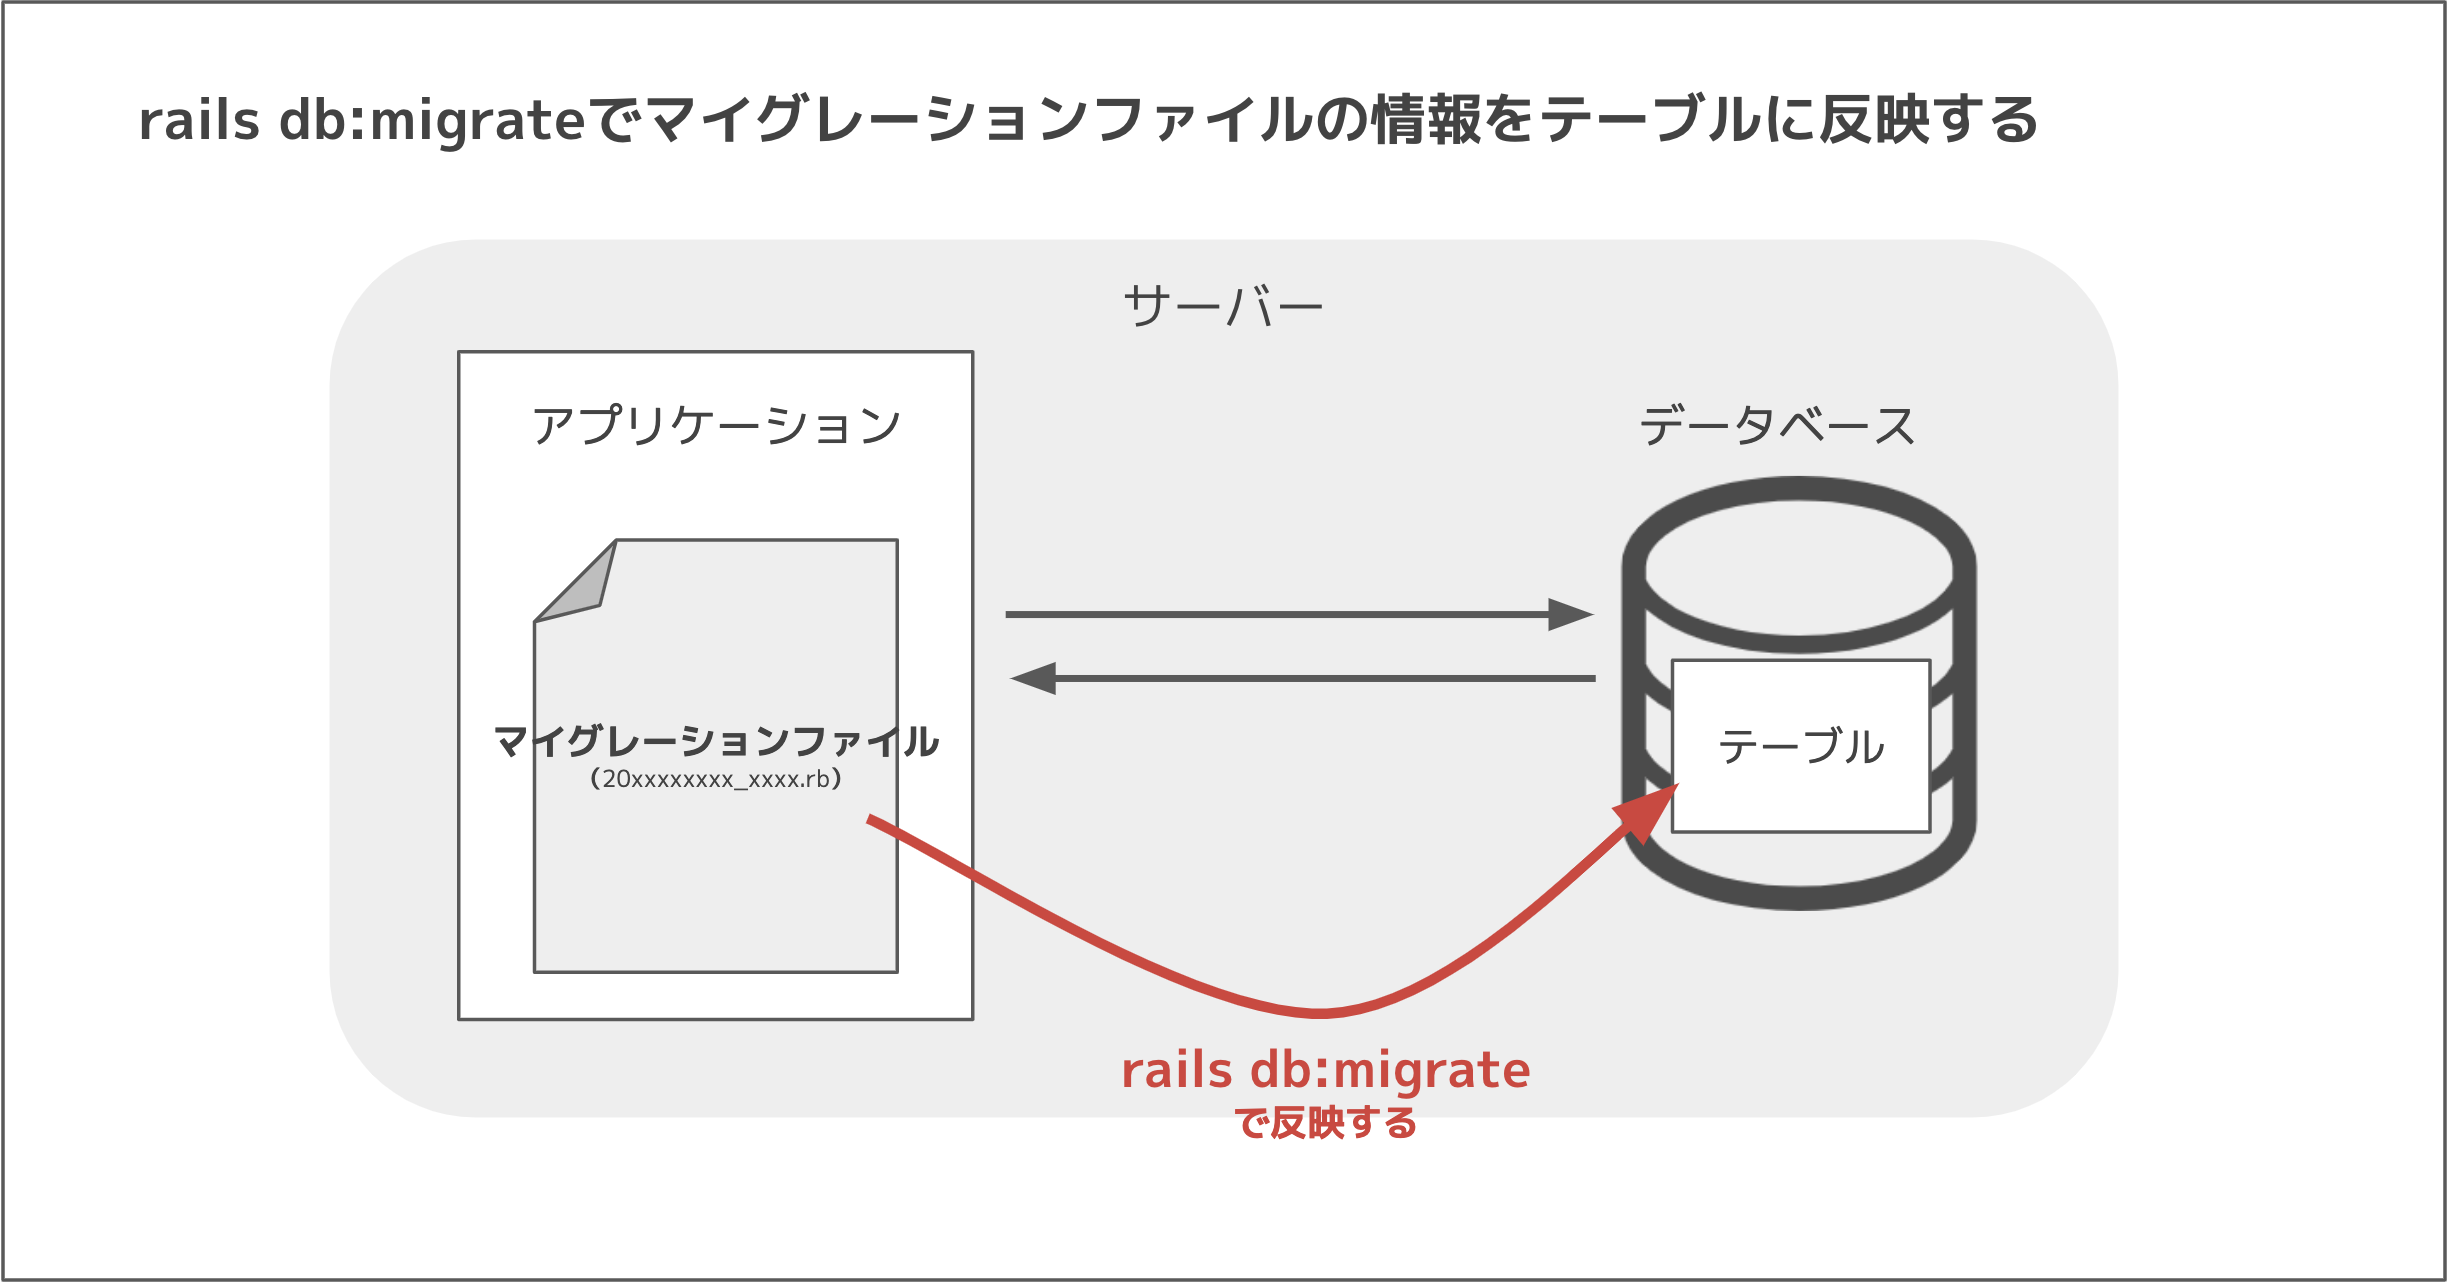 rails db:migrateでマイグレーションファイルの情報をテーブルに反映する
サーバー
アプリケーション
データベース
マイグレーションファイル
（20xxxxxxxx_xxxx.rb）
テーブル
rails db:migrate
で反映する